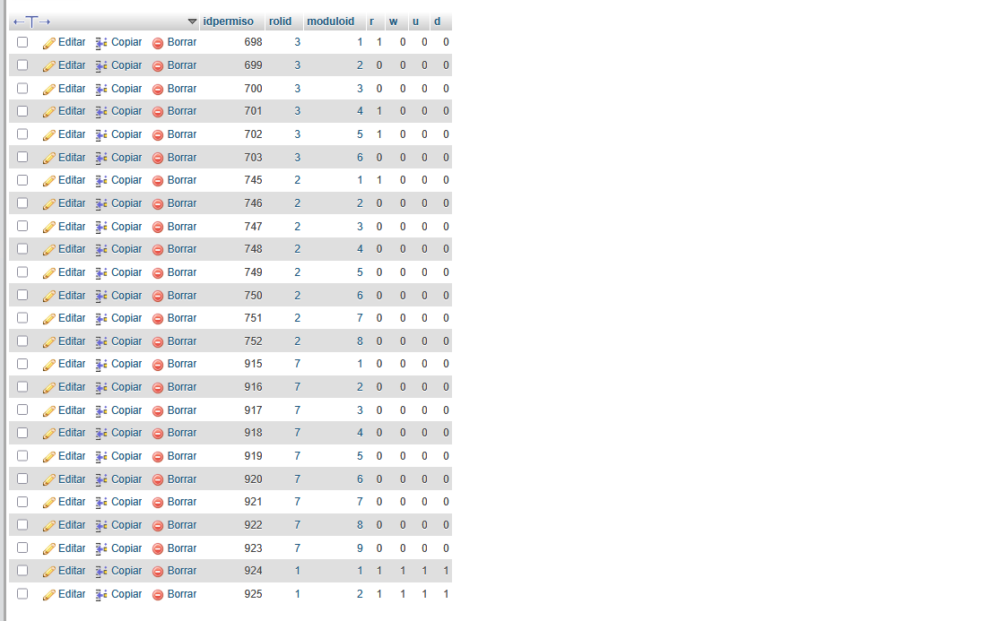 idpermiso rolid moduloid r w u d
Editar Copiar Borrar 698 3 1 1 0 0 0
Editar Copiar Borrar 699 3 2 0 0 0 0
Editar Copiar Borrar 700 3 3 0 0 0 0
Editar Copiar Borrar 701 3 4 1 0 0 0
Editar Copiar Borrar 702 3 5 1 0 0 0
Editar Copiar Borrar 703 3 6 0 0 0 0
Editar Copiar Borrar 745 2 1 1 0 0 0
Editar Copiar Borrar 746 2 2 0 0 0 0
Editar Copiar Borrar 747 2 3 0 0 0 0
Editar Copiar Borrar 748 2 4 0 0 0 0
Editar Copiar Borrar 749 2 5 0 0 0 0
Editar Copiar Borrar 750 2 6 0 0 0 0
Editar Copiar Borrar 751 2 7 0 0 0 0
Editar Copiar Borrar 752 2 8 0 0 0 0
Editar Copiar Borrar 915 7 1 0 0 0 0
Editar Copiar Borrar 916 7 2 0 0 0 0
Editar Copiar Borrar 917 7 3 0 0 0 0
Editar Copiar Borrar 918 7 4 0 0 0 0
Editar Copiar Borrar 919 7 5 0 0 0 0
Editar Copiar Borrar 920 7 6 0 0 0 0
Editar Copiar Borrar 921 7 7 0 0 0 0
Editar Copiar Borrar 922 7 8 0 0 0 0
Editar Copiar Borrar 923 7 9 0 0 0 0
Editar Copiar Borrar 924 1 1 1 1 1 1
Editar Copiar Borrar 925 1 2 1 1 1 1